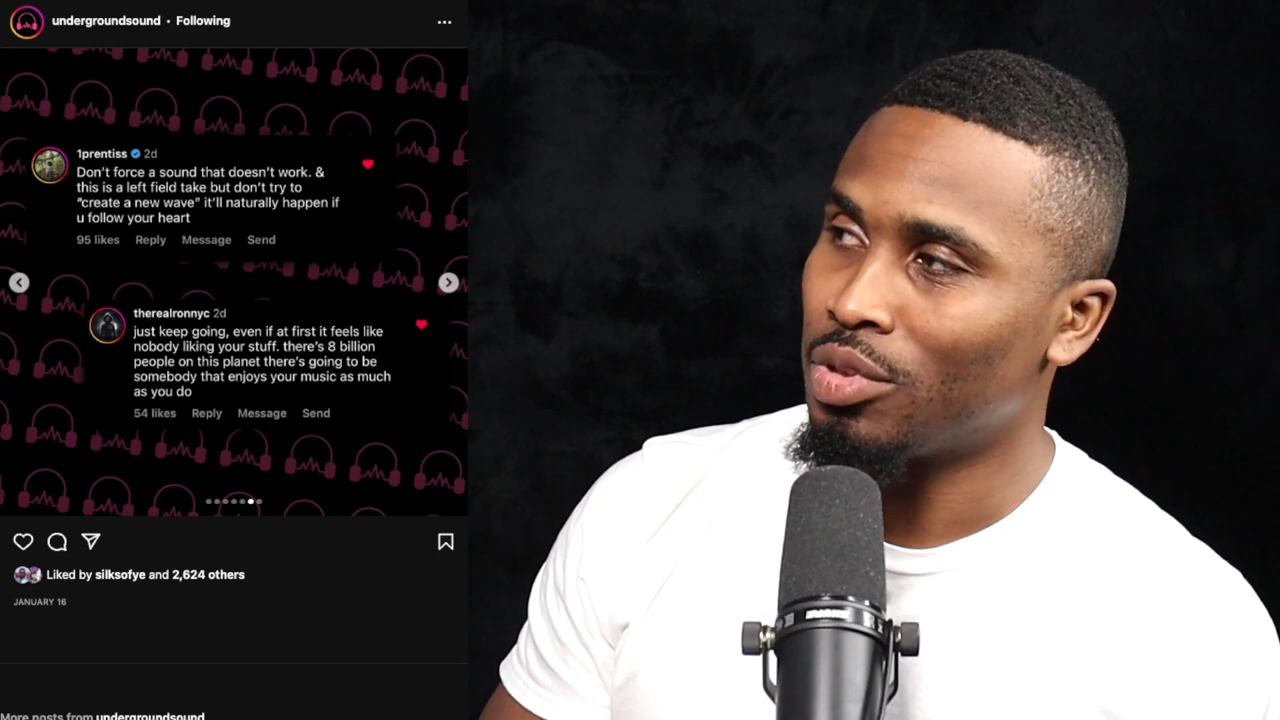 undergroundsound • Following
1prentiss 2d
Don't force a sound that doesn't work. &
this is a left field take but don't try to
"create a new wave" it'll naturally happen if
u follow your heart
95 likes Reply Message Send
therealronnyc 2d
just keep going, even if at first it feels like
nobody liking your stuff. there's 8 billion
people on this planet there's going to be
somebody that enjoys your music as much
as you do
54 likes Reply Message Send
Liked by silksofye and 2,624 others
JANUARY 16
More posts from undergroundsound